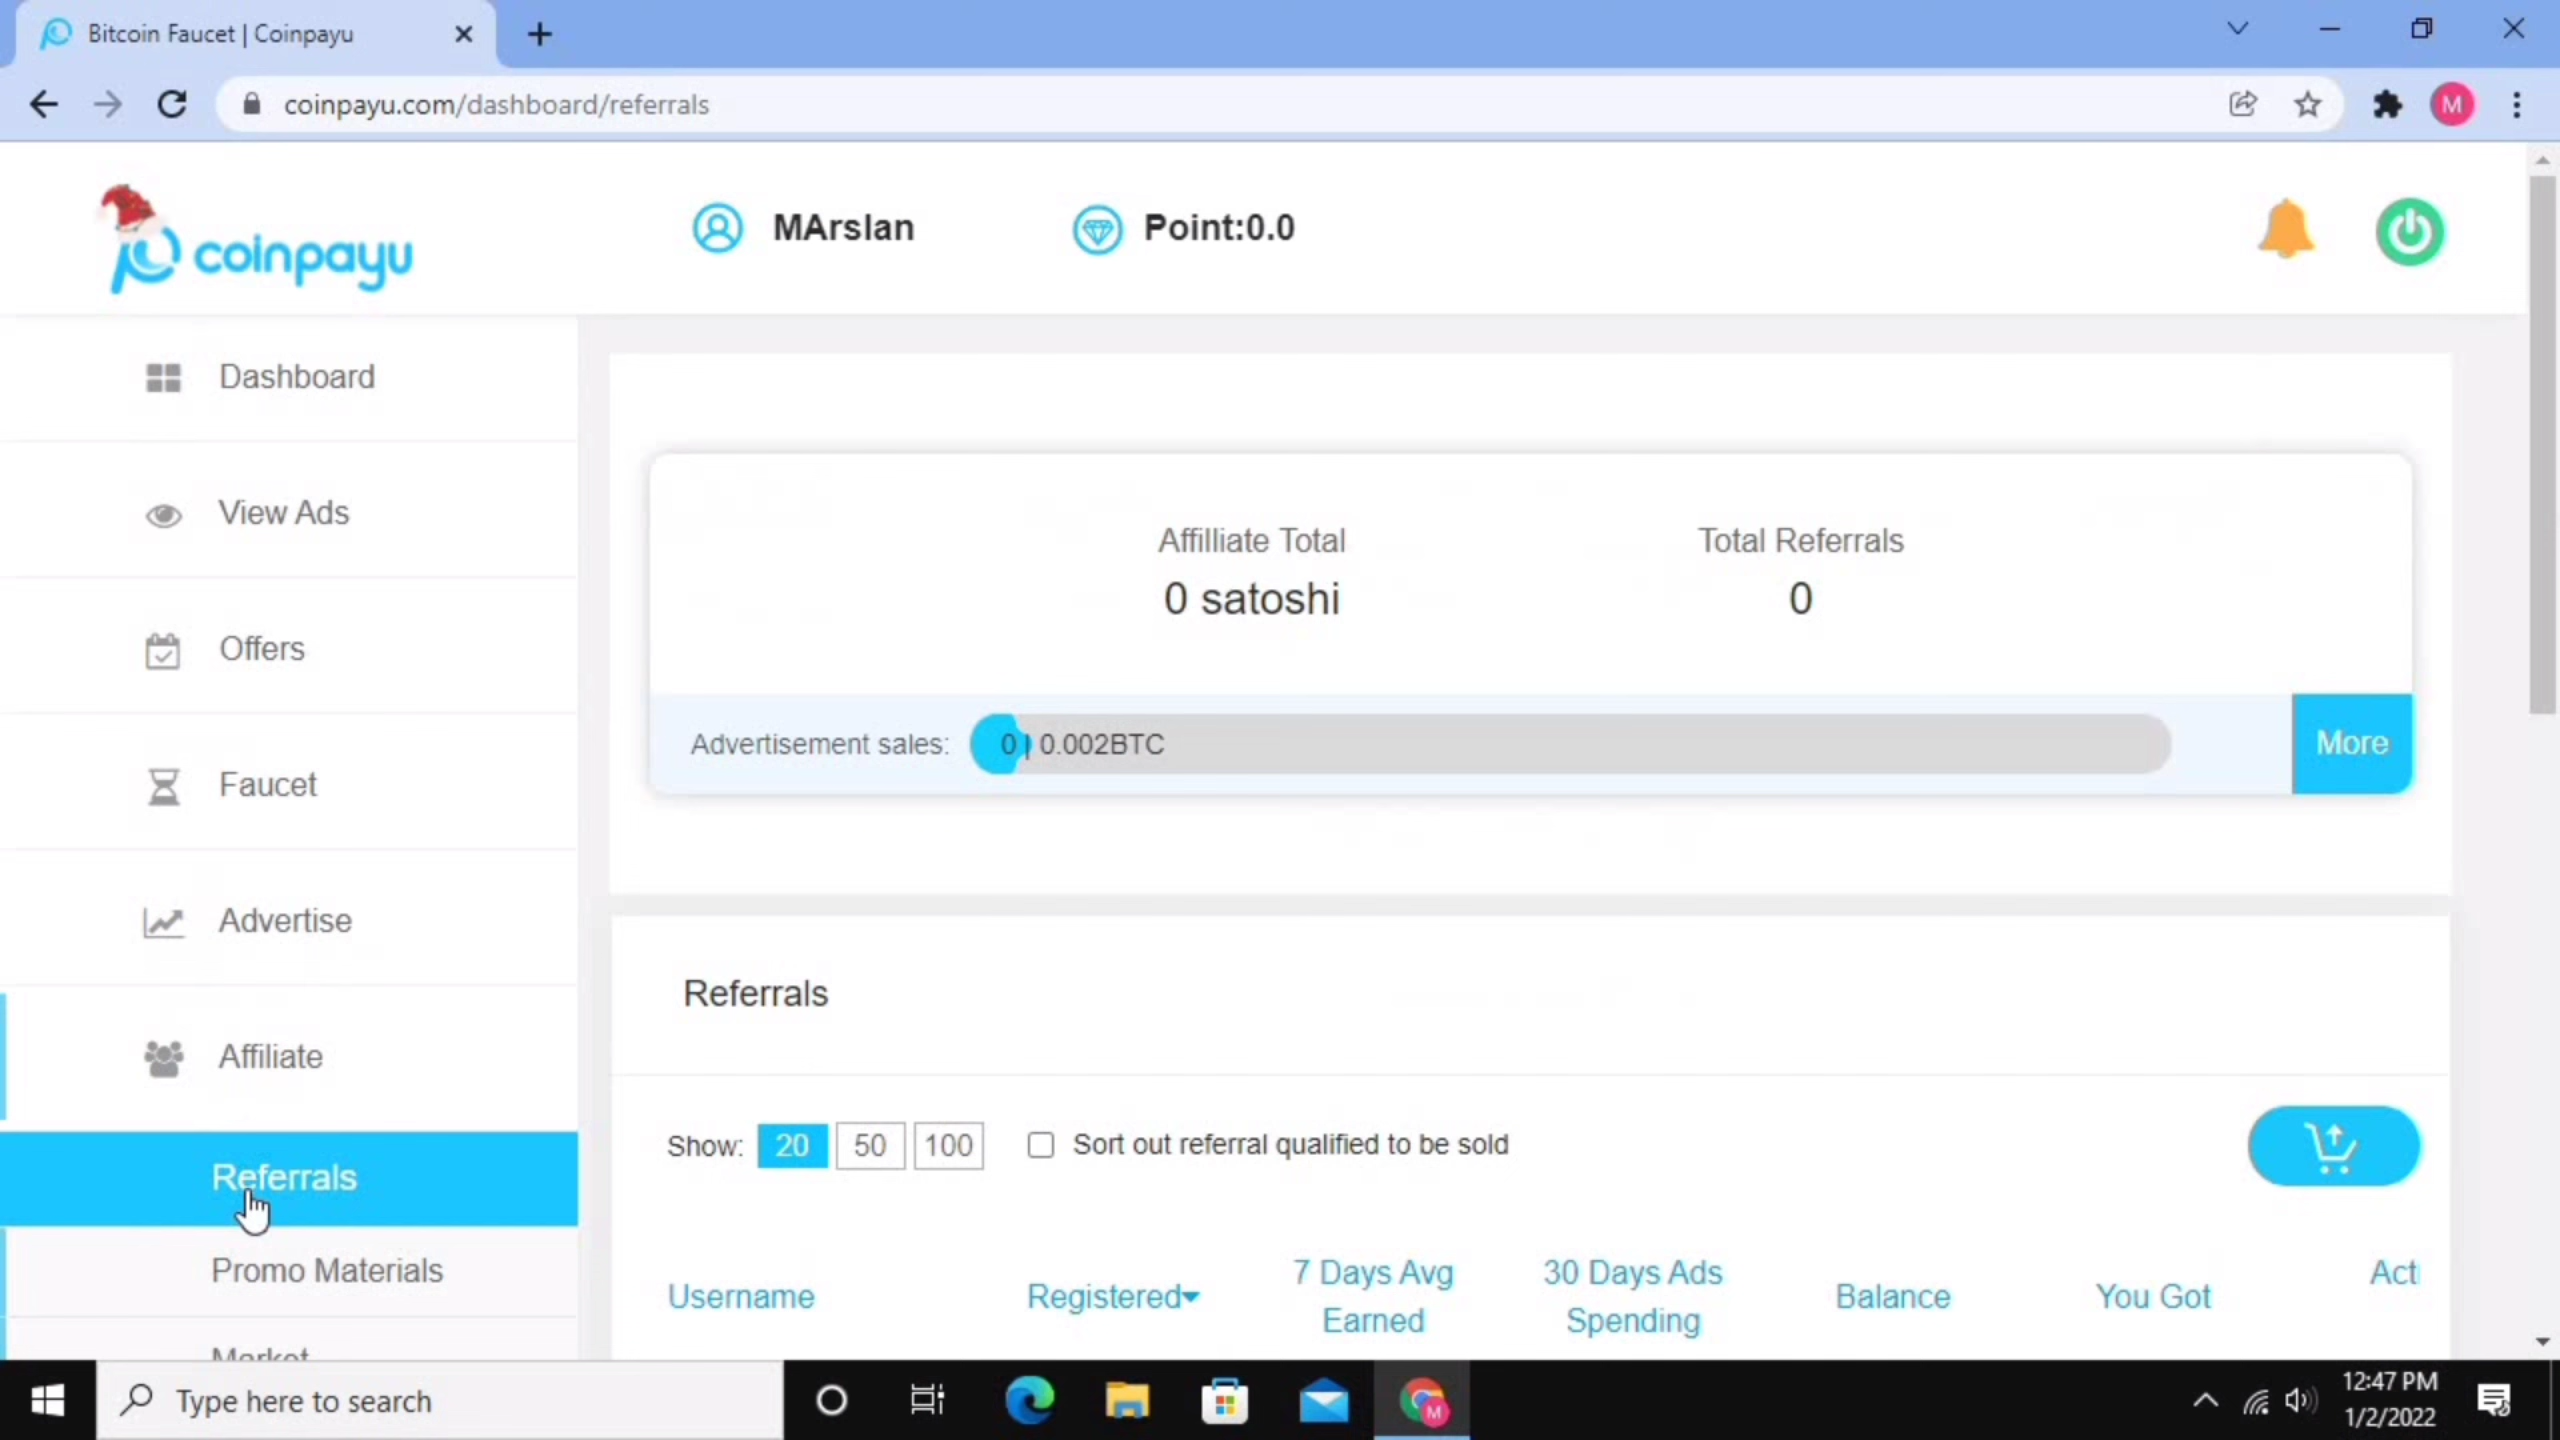 Bitcoin Faucet | Coinpayu
coinpayu.com/dashboard/referrals
M
coinpayu
MArslan
Point:0.0
Dashboard
View Ads
Offers
Faucet
Advertise
Affiliate
Referrals
Promo Materials
Market
Affilliate Total
0 satoshi
Total Referrals
0
Advertisement sales:
0 | 0.002BTC
More
Referrals
Show: 20 50 100
Sort out referral qualified to be sold
Username
Registered
7 Days Avg
Earned
30 Days Ads
Spending
Balance
You Got
Act
Type here to search
M
12:47 PM
1/2/2022